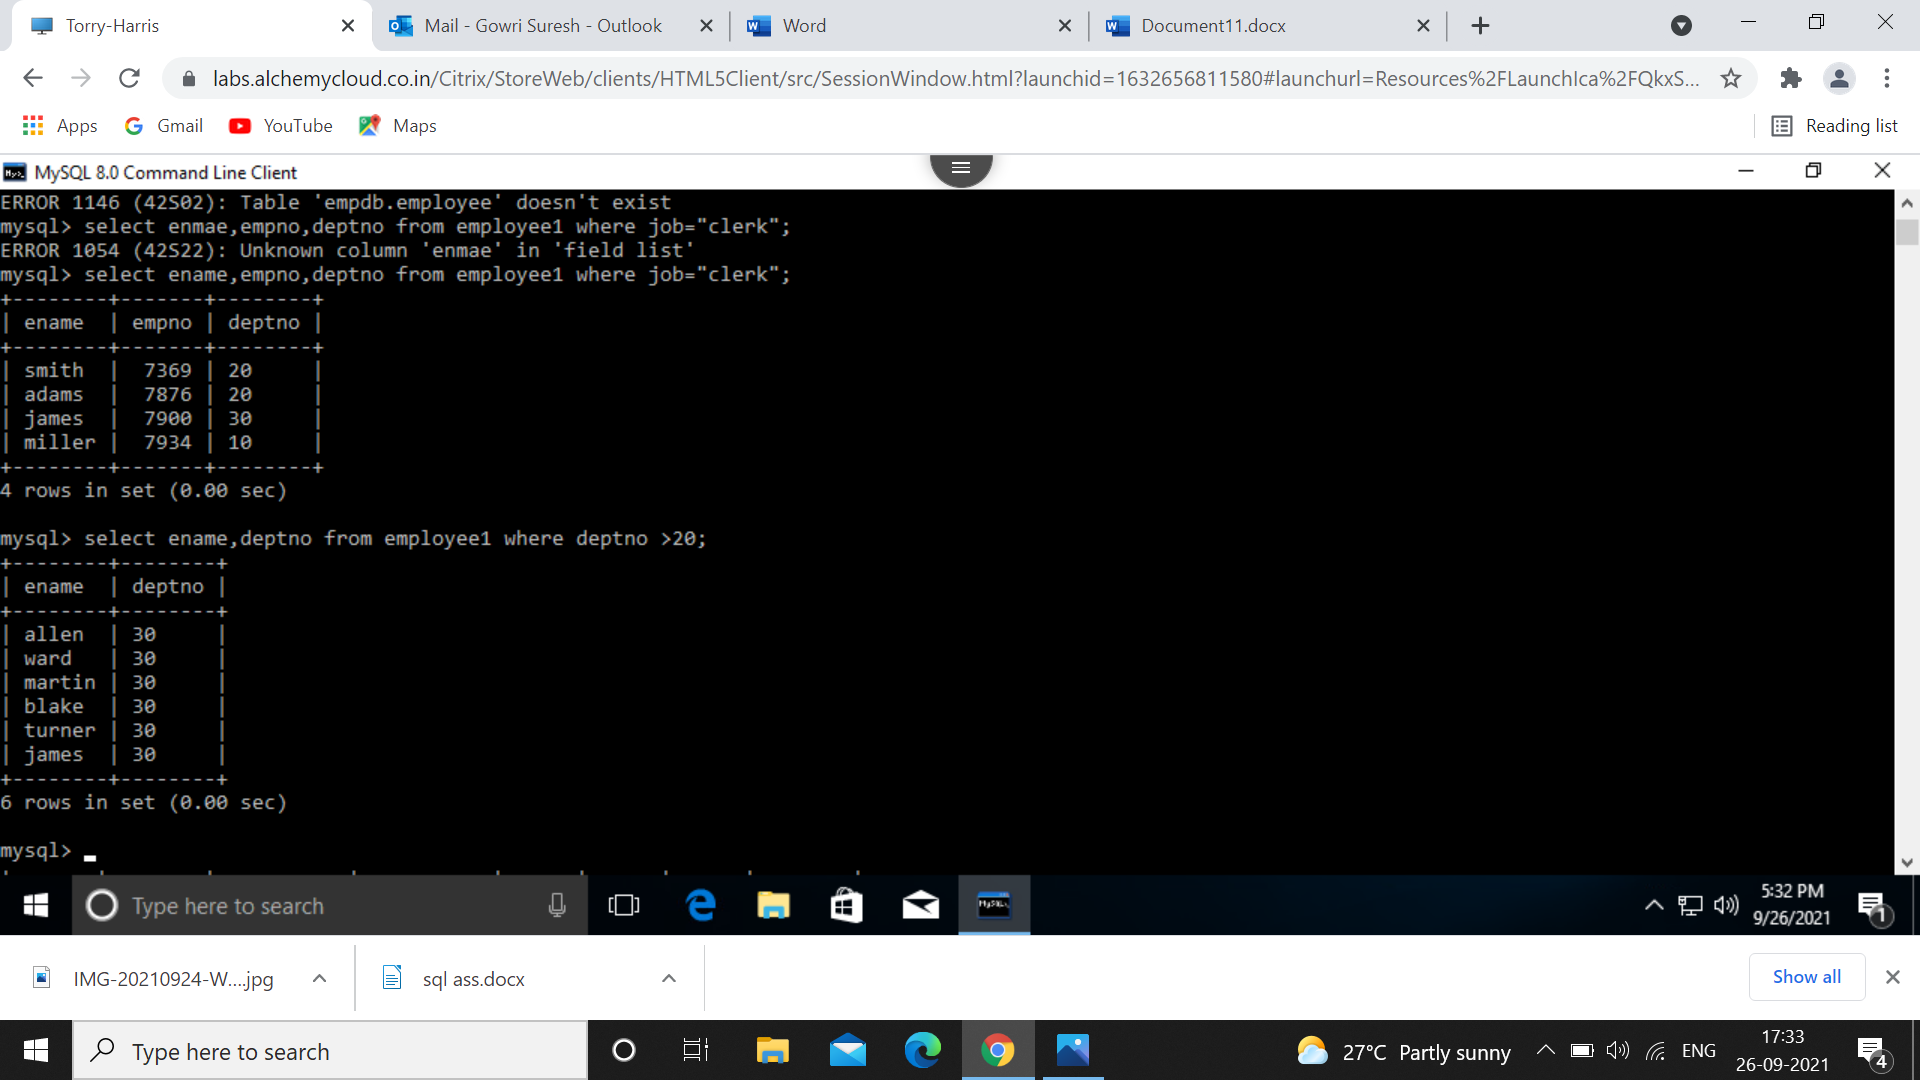 Torry-Harris
Mail - Gowri Suresh - Outlook
Word
Document11.docx
labs.alchemycloud.co.in/Citrix/StoreWeb/clients/HTML5Client/src/SessionWindow.html?launchid=1632656811580#launchurl=Resources%2FLaunchIca%2FQkxS...
Apps
Gmail
YouTube
Maps
Reading list
MySQL 8.0 Command Line Client
ERROR 1146 (42S02): Table 'empdb.employee' doesn't exist
mysql> select enmae,empno,deptno from employee1 where job="clerk";
ERROR 1054 (42S22): Unknown column 'enmae' in 'field list'
mysql> select ename,empno,deptno from employee1 where job="clerk";
+--------+-------+--------+
| ename  | empno | deptno |
+--------+-------+--------+
| smith  |  7369 | 20     |
| adams  |  7876 | 20     |
| james  |  7900 | 30     |
| miller |  7934 | 10     |
+--------+-------+--------+
4 rows in set (0.00 sec)
mysql> select ename,deptno from employee1 where deptno >20;
+--------+--------+
| ename  | deptno |
+--------+--------+
| allen  | 30     |
| ward   | 30     |
| martin | 30     |
| blake  | 30     |
| turner | 30     |
| james  | 30     |
+--------+--------+
6 rows in set (0.00 sec)
mysql> _
Type here to search
5:32 PM
9/26/2021
1
IMG-20210924-W....jpg
sql ass.docx
Show all
Type here to search
27°C Partly sunny
ENG
17:33
26-09-2021
4